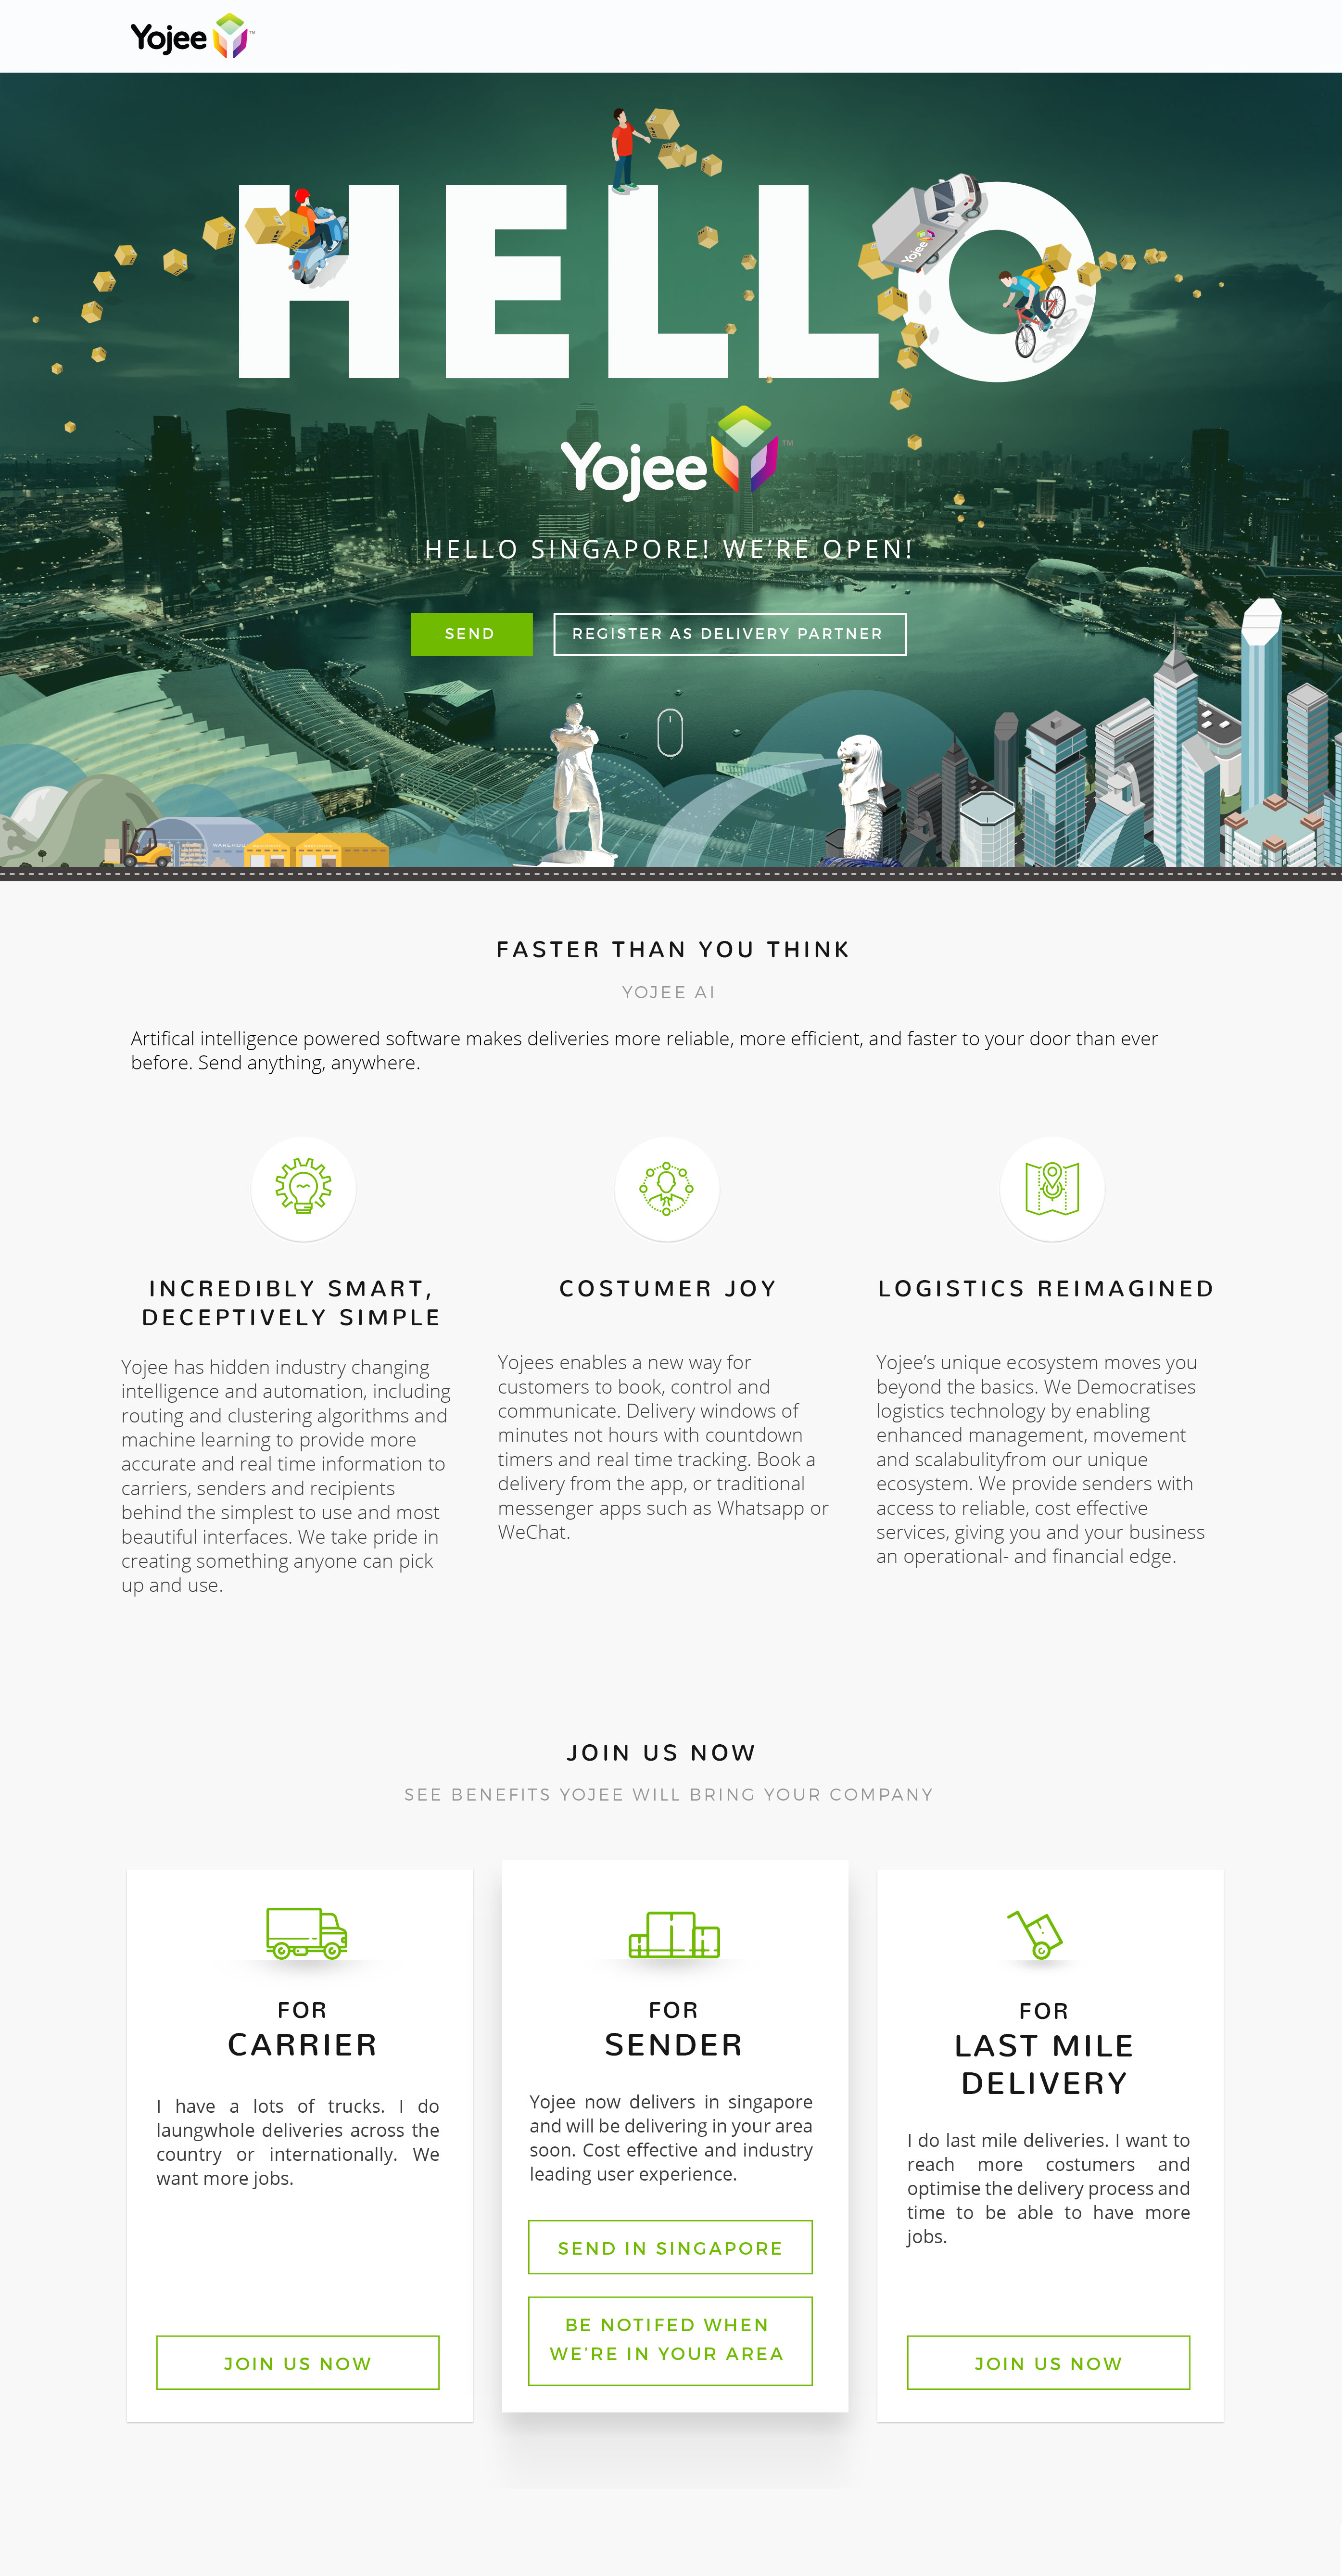 Yojee ™
HELLO
Yojee
Yojee ™
HELLO SINGAPORE! WE’RE OPEN!
SEND
REGISTER AS DELIVERY PARTNER
FASTER THAN YOU THINK
YOJEE AI
Artifical intelligence powered software makes deliveries more reliable, more efficient, and faster to your door than ever
before. Send anything, anywhere.
INCREDIBLY SMART,
DECEPTIVELY SIMPLE
Yojee has hidden industry changing
intelligence and automation, including
routing and clustering algorithms and
machine learning to provide more
accurate and real time information to
carriers, senders and recipients
behind the simplest to use and most
beautiful interfaces. We take pride in
creating something anyone can pick
up and use.
COSTUMER JOY
Yojees enables a new way for
customers to book, control and
communicate. Delivery windows of
minutes not hours with countdown
timers and real time tracking. Book a
delivery from the app, or traditional
messenger apps such as Whatsapp or
WeChat.
LOGISTICS REIMAGINED
Yojee’s unique ecosystem moves you
beyond the basics. We Democratises
logistics technology by enabling
enhanced management, movement
and scalabulityfrom our unique
ecosystem. We provide senders with
access to reliable, cost effective
services, giving you and your business
an operational- and financial edge.
JOIN US NOW
SEE BENEFITS YOJEE WILL BRING YOUR COMPANY
FOR
CARRIER
I have a lots of trucks. I do
laungwhole deliveries across the
country or internationally. We
want more jobs.
JOIN US NOW
FOR
SENDER
Yojee now delivers in singapore
and will be delivering in your area
soon. Cost effective and industry
leading user experience.
SEND IN SINGAPORE
BE NOTIFED WHEN
WE’RE IN YOUR AREA
FOR
LAST MILE
DELIVERY
I do last mile deliveries. I want to
reach more costumers and
optimise the delivery process and
time to be able to have more
jobs.
JOIN US NOW